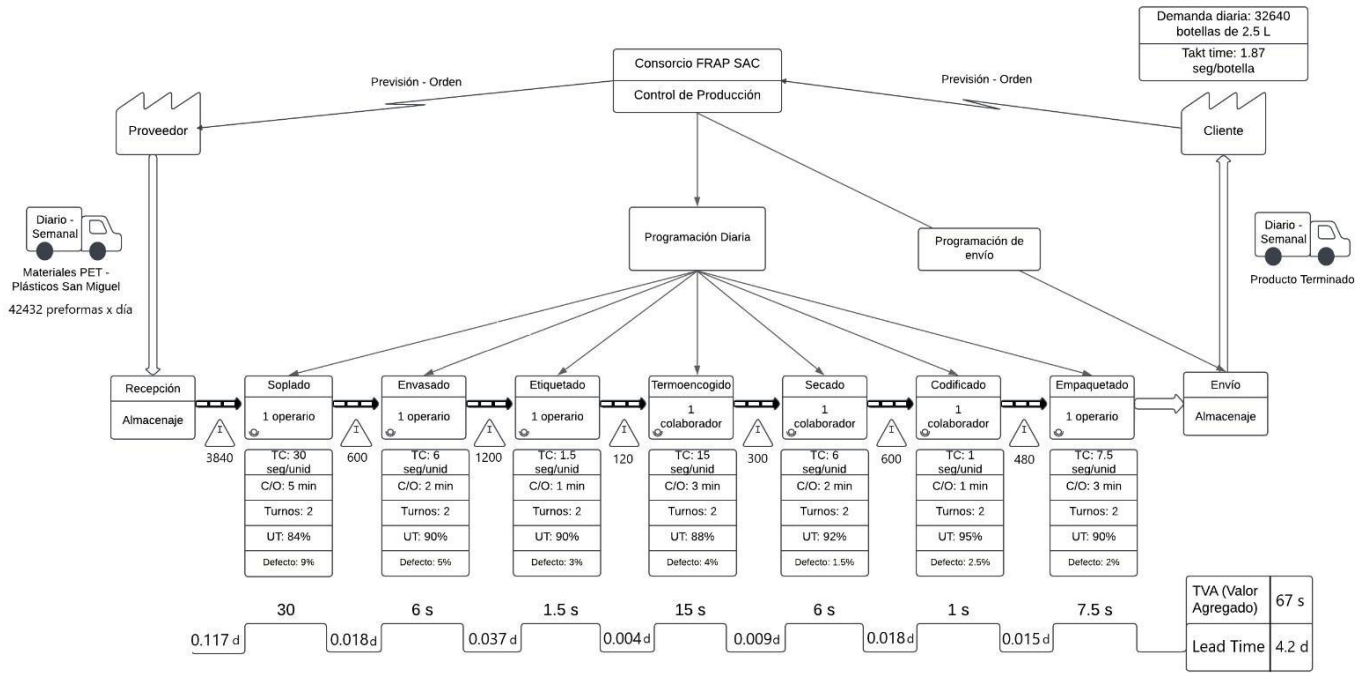 Demanda diaria: 32640
botellas de 2.5 L
Takt time: 1.87
seg/botella
Consorcio FRAP SAC
Control de Producción
Previsión - Orden
Previsión - Orden
Proveedor
Cliente
Diario -
Semanal
Materiales PET -
Plásticos San Miguel
42432 preformas x día
Programación Diaria
Programación de
envío
Diario -
Semanal
Producto Terminado
Recepción
Almacenaje
I
3840
Soplado
1 operario
TC: 30
seg/unid
C/O: 5 min
Turnos: 2
UT: 84%
Defecto: 9%
I
600
Envasado
1 operario
TC: 6
seg/unid
C/O: 2 min
Turnos: 2
UT: 90%
Defecto: 5%
I
1200
Etiquetado
1 operario
TC: 1.5
seg/unid
C/O: 1 min
Turnos: 2
UT: 90%
Defecto: 3%
I
120
Termoencogido
1
colaborador
TC: 15
seg/unid
C/O: 3 min
Turnos: 2
UT: 88%
Defecto: 4%
I
300
Secado
1
colaborador
TC: 6
seg/unid
C/O: 2 min
Turnos: 2
UT: 92%
Defecto: 1.5%
I
600
Codificado
1
colaborador
TC: 1
seg/unid
C/O: 1 min
Turnos: 2
UT: 95%
Defecto: 2.5%
I
480
Empaquetado
1 operario
TC: 7.5
seg/unid
C/O: 3 min
Turnos: 2
UT: 90%
Defecto: 2%
Envío
Almacenaje
0.117 d
30
0.018 d
6 s
0.037 d
1.5 s
0.004 d
15 s
0.009 d
6 s
0.018 d
1 s
0.015 d
7.5 s
TVA (Valor
Agregado)
67 s
Lead Time
4.2 d